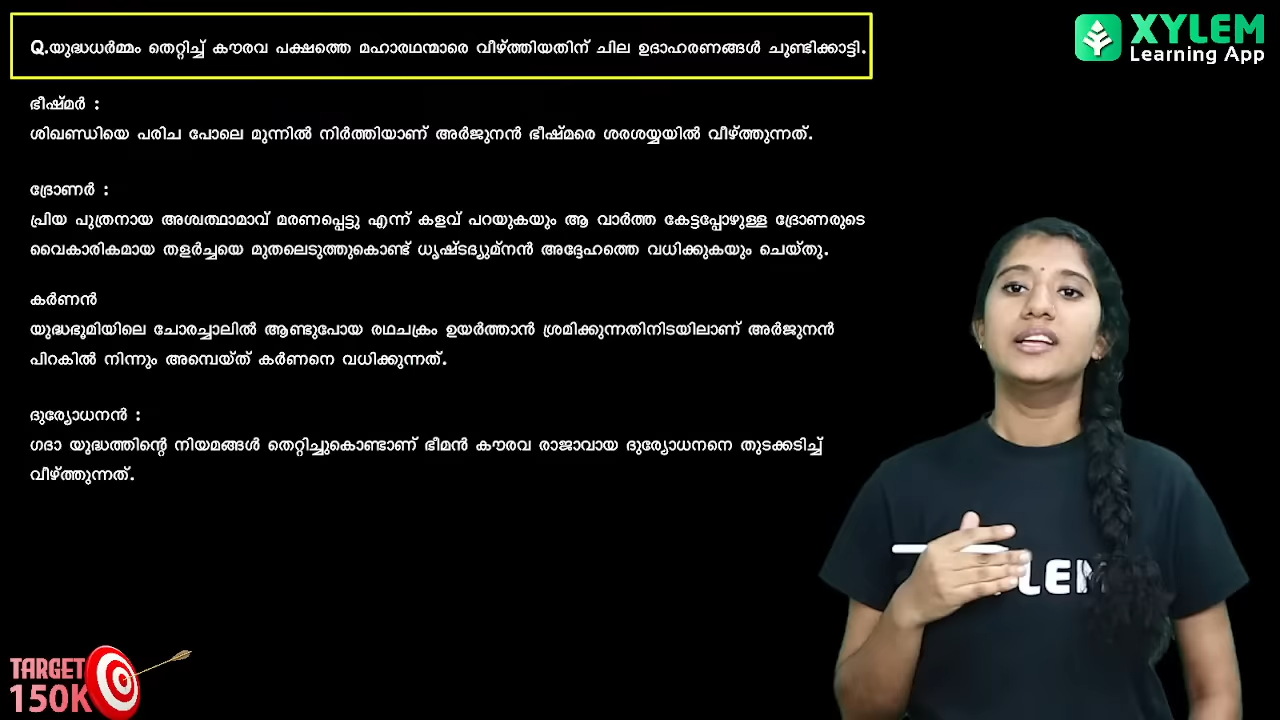 Q.യുദ്ധധർമ്മം തെറ്റിച്ച് കൗരവ പക്ഷത്തെ മഹാരഥന്മാരെ വീഴ്ത്തിയതിന് ചില ഉദാഹരണങ്ങൾ ചൂണ്ടിക്കാട്ടി.
XYLEM
Learning App
ഭീഷ്മർ :
ശിഖണ്ഡിയെ പരിച പോലെ മുന്നിൽ നിർത്തിയാണ് അർജുനൻ ഭീഷ്മരെ ശരശയ്യയിൽ വീഴ്ത്തുന്നത്.
ദ്രോണർ :
പ്രിയ പുത്രനായ അശ്വത്ഥാമാവ് മരണപ്പെട്ടു എന്ന് കളവ് പറയുകയും ആ വാർത്ത കേട്ടപ്പോഴുള്ള ദ്രോണരുടെ
വൈകാരികമായ തളർച്ചയെ മുതലെടുത്തുകൊണ്ട് ധൃഷ്ടദ്യുമ്നൻ അദ്ദേഹത്തെ വധിക്കുകയും ചെയ്തു.
കർണൻ
യുദ്ധഭൂമിയിലെ ചോരച്ചാലിൽ ആണ്ടുപോയ രഥചക്രം ഉയർത്താൻ ശ്രമിക്കുന്നതിനിടയിലാണ് അർജുനൻ
പിറകിൽ നിന്നും അമ്പെയ്ത് കർണനെ വധിക്കുന്നത്.
ദുര്യോധനൻ :
ഗദാ യുദ്ധത്തിന്റെ നിയമങ്ങൾ തെറ്റിച്ചുകൊണ്ടാണ് ഭീമൻ കൗരവ രാജാവായ ദുര്യോധനനെ തുടക്കടിച്ച്
വീഴ്ത്തുന്നത്.
TARGET
150K